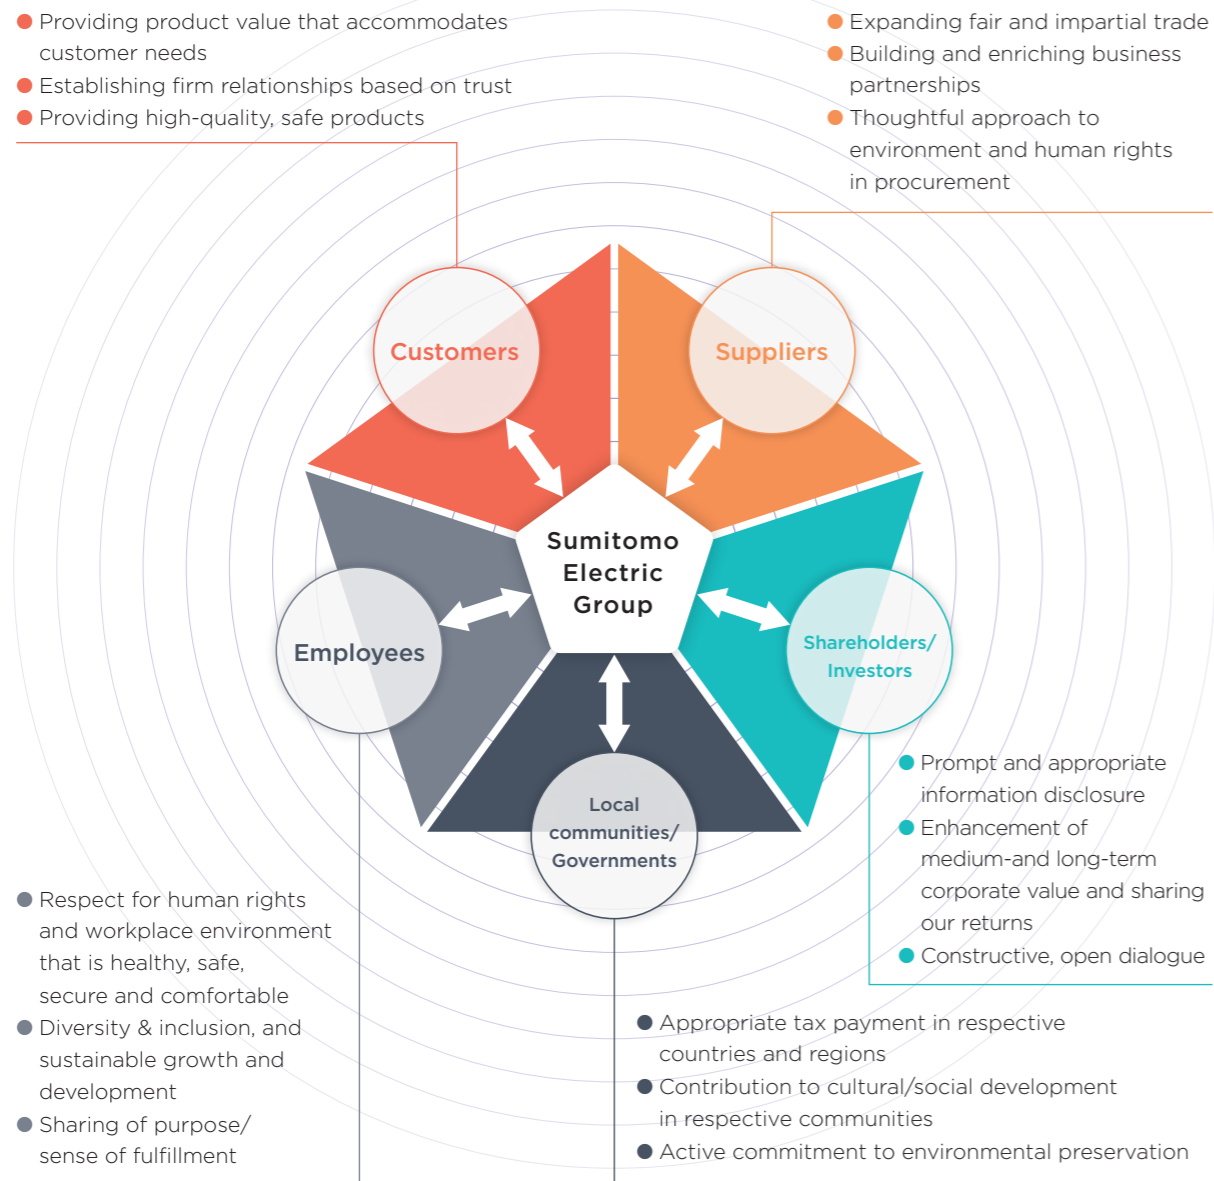 ● Providing product value that accommodates
customer needs
● Establishing firm relationships based on trust
● Providing high-quality, safe products
● Expanding fair and impartial trade
● Building and enriching business
partnerships
● Thoughtful approach to
environment and human rights
in procurement
Customers
Suppliers
Sumitomo
Electric
Group
Employees
Shareholders/
Investors
Local
communities/
Governments
● Prompt and appropriate
information disclosure
● Enhancement of
medium-and long-term
corporate value and sharing
our returns
● Constructive, open dialogue
● Respect for human rights
and workplace environment
that is healthy, safe,
secure and comfortable
● Diversity & inclusion, and
sustainable growth and
development
● Sharing of purpose/
sense of fulfillment
● Appropriate tax payment in respective
countries and regions
● Contribution to cultural/social development
in respective communities
● Active commitment to environmental preservation